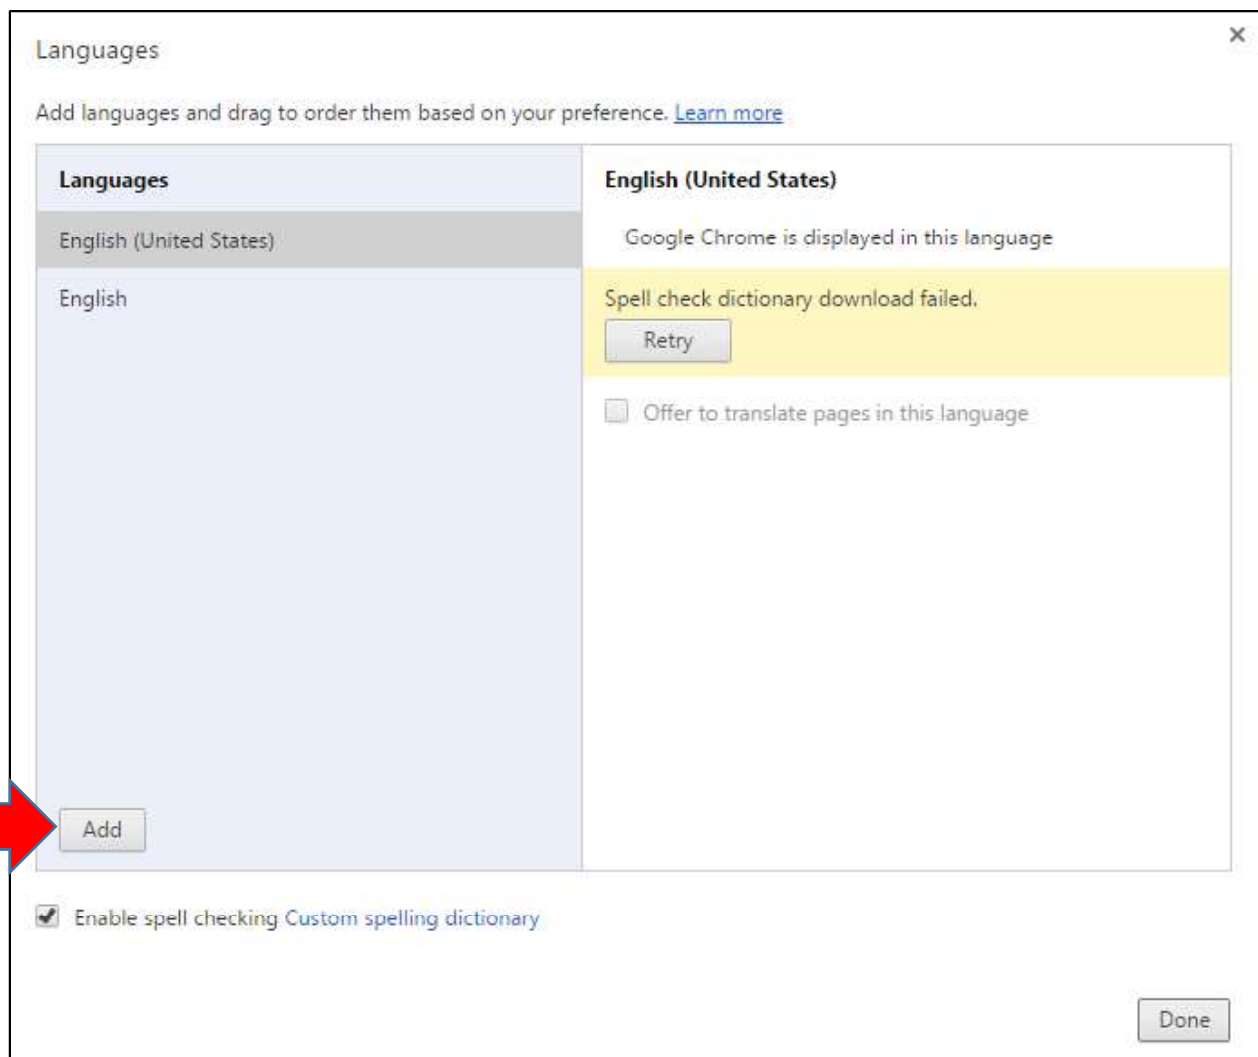 Languages
Add languages and drag to order them based on your preference. Learn more
Languages
English (United States)
English
Add
English (United States)
Google Chrome is displayed in this language
Spell check dictionary download failed.
Retry
Offer to translate pages in this language
Enable spell checking Custom spelling dictionary
Done